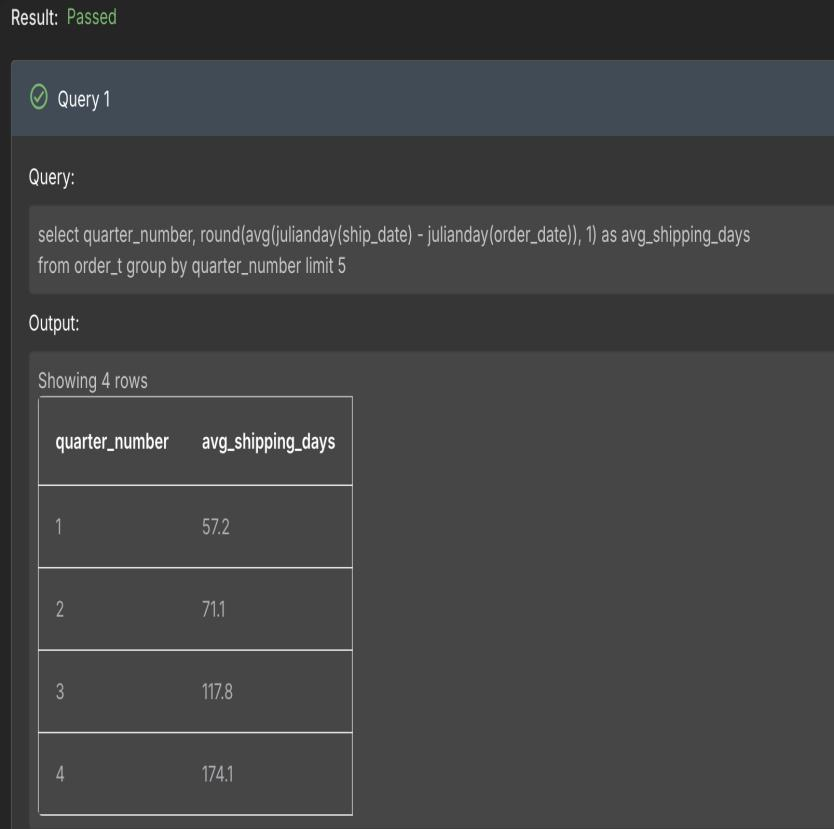 Result: Passed
Query 1
Query:
select quarter_number, round(avg(julianday(ship_date) - julianday(order_date)), 1) as avg_shipping_days
from order_t group by quarter_number limit 5
Output:
Showing 4 rows
quarter_number avg_shipping_days
1 57.2
2 71.1
3 117.8
4 174.1